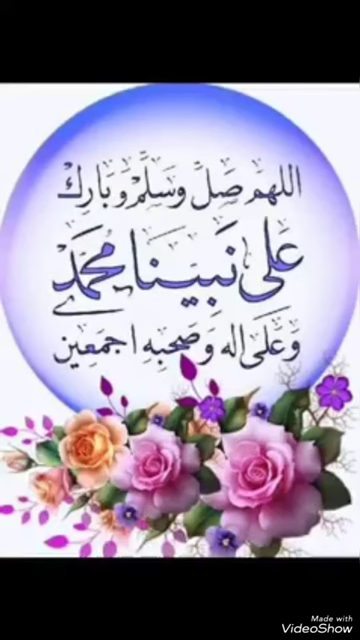 اللهم صل وسلم وبارك
على نبينا محمد
وعلى اله وصحبه اجمعين
Made with
VideoShow